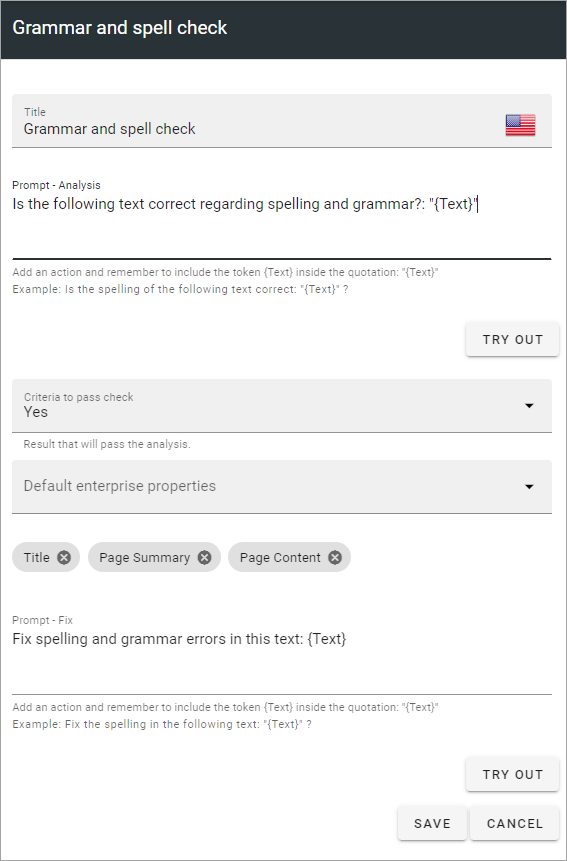 Grammar and spell check
Title
Grammar and spell check
Prompt - Analysis
Is the following text correct regarding spelling and grammar?: "{Text}"
Add an action and remember to include the token {Text} inside the quotation: "{Text}"
Example: Is the spelling of the following text correct: "{Text}" ?
TRY OUT
Criteria to pass check
Yes
Result that will pass the analysis.
Default enterprise properties
Title Page Summary Page Content
Prompt - Fix
Fix spelling and grammar errors in this text: {Text}
Add an action and remember to include the token {Text} inside the quotation: "{Text}"
Example: Fix the spelling in the following text: "{Text}" ?
TRY OUT
SAVE CANCEL